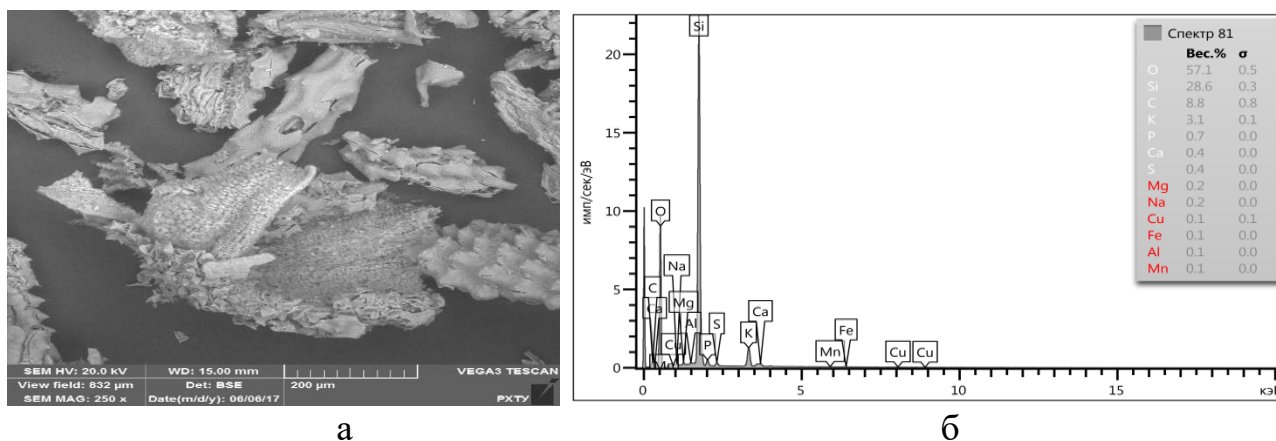 SEM HV: 20.0 kV
WD: 15.00 mm
VEGA3 TESCAN
View field: 832 µm
Det: BSE
200 µm
SEM MAG: 250 x
Date(m/d/y): 06/06/17
РХТУ
а
имп/сек/эВ
20
15
10
5
0
Si
O
C
Ca
Na
Mg
Cu
Al
P
S
K
Ca
Mn
Fe
Cu
Cu
0
5
10
15
Спектр 81
Вес.% σ
O 57.1 0.5
Si 28.6 0.3
C 8.8 0.8
K 3.1 0.1
P 0.7 0.0
Ca 0.4 0.0
S 0.4 0.0
Mg 0.2 0.0
Na 0.2 0.0
Cu 0.1 0.1
Fe 0.1 0.0
Al 0.1 0.0
Mn 0.1 0.0
б